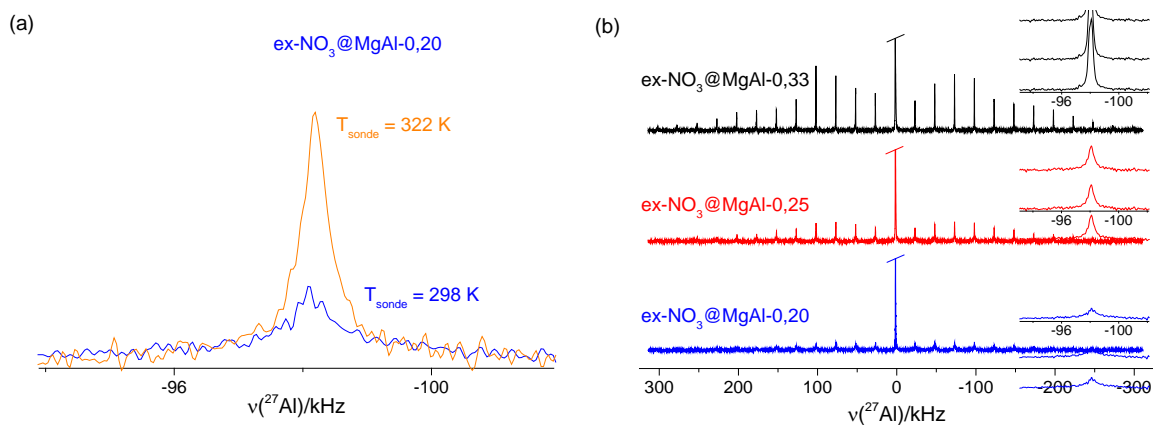 (a)
ex-NO3@MgAl-0,20
Tsonde = 322 K
Tsonde = 298 K
-96 -100
ν(27Al)/kHz
(b)
-96 -100
ex-NO3@MgAl-0,33
-96 -100
ex-NO3@MgAl-0,25
-96 -100
ex-NO3@MgAl-0,20
-96 -100
300 200 100 0 -100 -200 -300
ν(27Al)/kHz